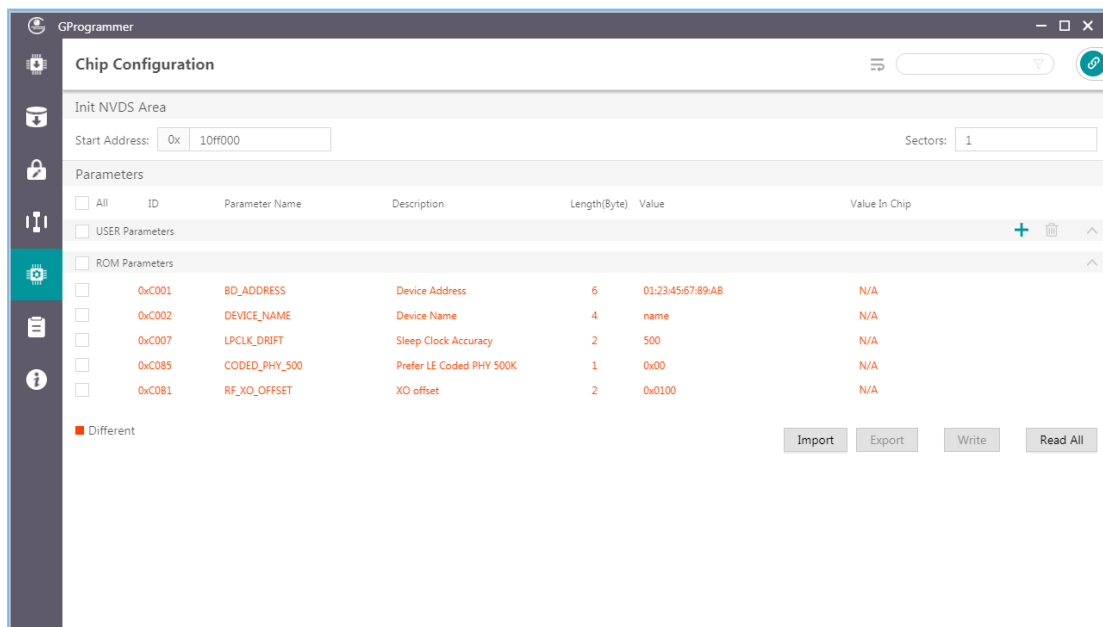 GProgrammer
Chip Configuration
Init NVDS Area
Start Address: 0x 10ff000 Sectors: 1
Parameters
All ID Parameter Name Description Length(Byte) Value Value In Chip
USER Parameters
ROM Parameters
0xC001 BD_ADDRESS Device Address 6 01:23:45:67:89:AB N/A
0xC002 DEVICE_NAME Device Name 4 name N/A
0xC007 LPCLK_DRIFT Sleep Clock Accuracy 2 500 N/A
0xC085 CODED_PHY_500 Prefer LE Coded PHY 500K 1 0x00 N/A
0xC0B1 RF_XO_OFFSET XO offset 2 0x0100 N/A
Different
Import Export Write Read All